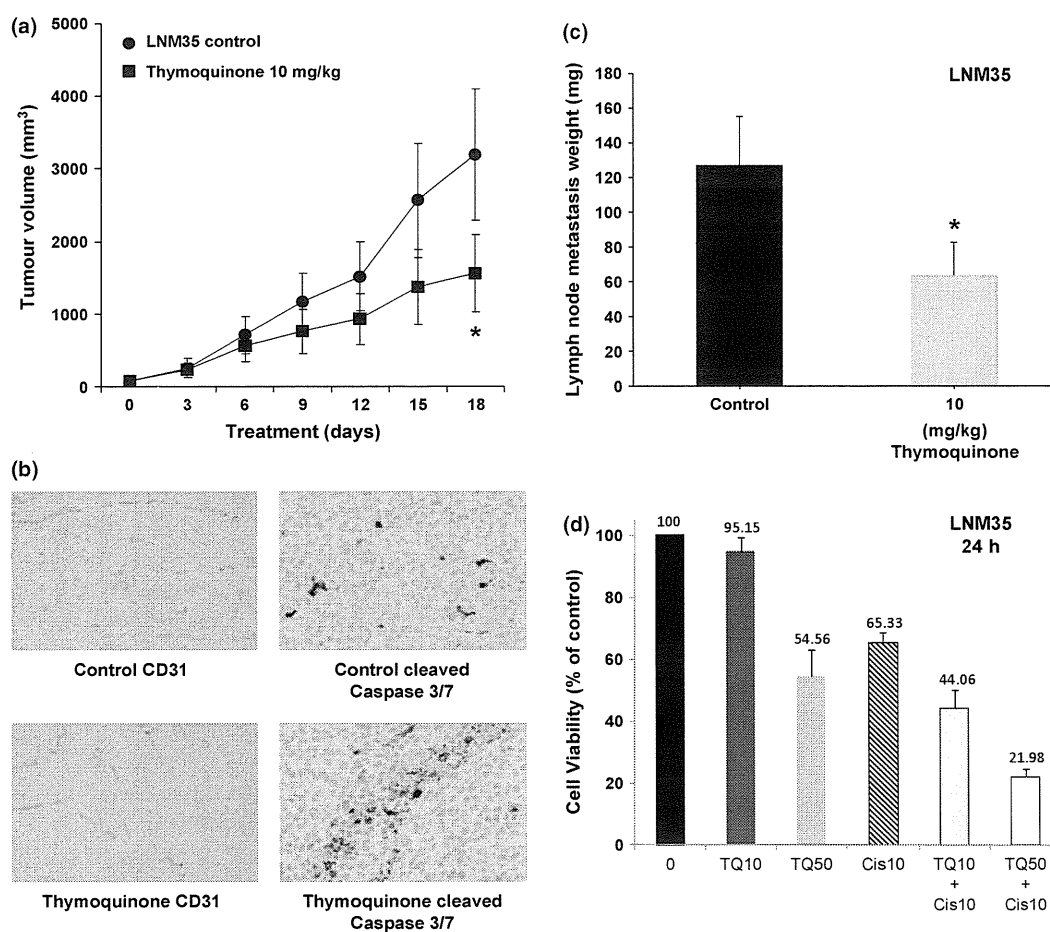 (a)
5000
4000
3000
2000
1000
0
Tumour volume (mm³)
LNM35 control
Thymoquinone 10 mg/kg
*
0 3 6 9 12 15 18
Treatment (days)
(b)
Control CD31
Control cleaved
Caspase 3/7
Thymoquinone CD31
Thymoquinone cleaved
Caspase 3/7
(c)
LNM35
180
160
140
120
100
80
60
40
20
0
Lymph node metastasis weight (mg)
*
Control
10
(mg/kg)
Thymoquinone
(d)
LNM35
24 h
100
80
60
40
20
0
Cell Viability (% of control)
100
95.15
54.56
65.33
44.06
21.98
0 TQ10 TQ50 Cis10 TQ10 TQ50
+ +
Cis10 Cis10